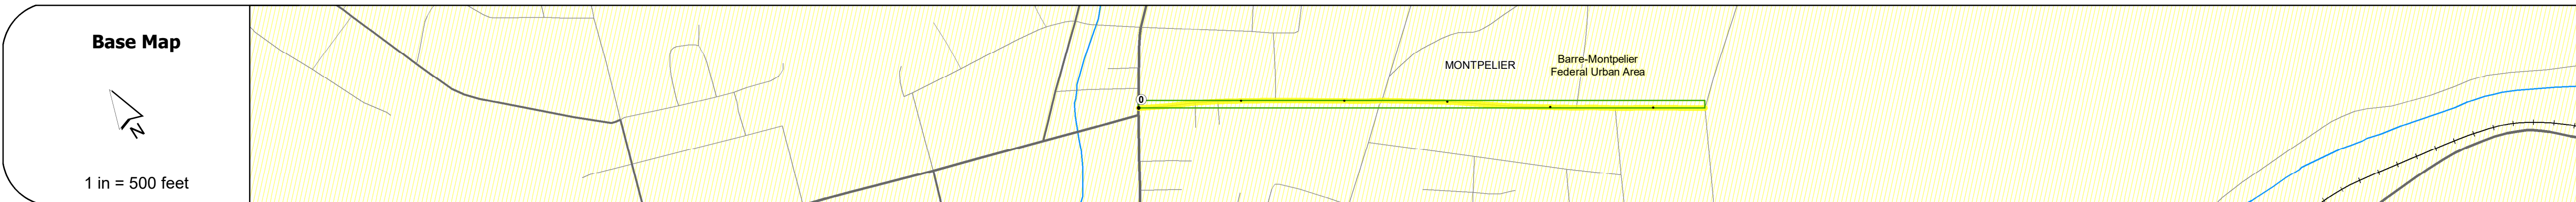 Base Map
N
1 in = 500 feet
0
MONTPELIER
Barre-Montpelier
Federal Urban Area